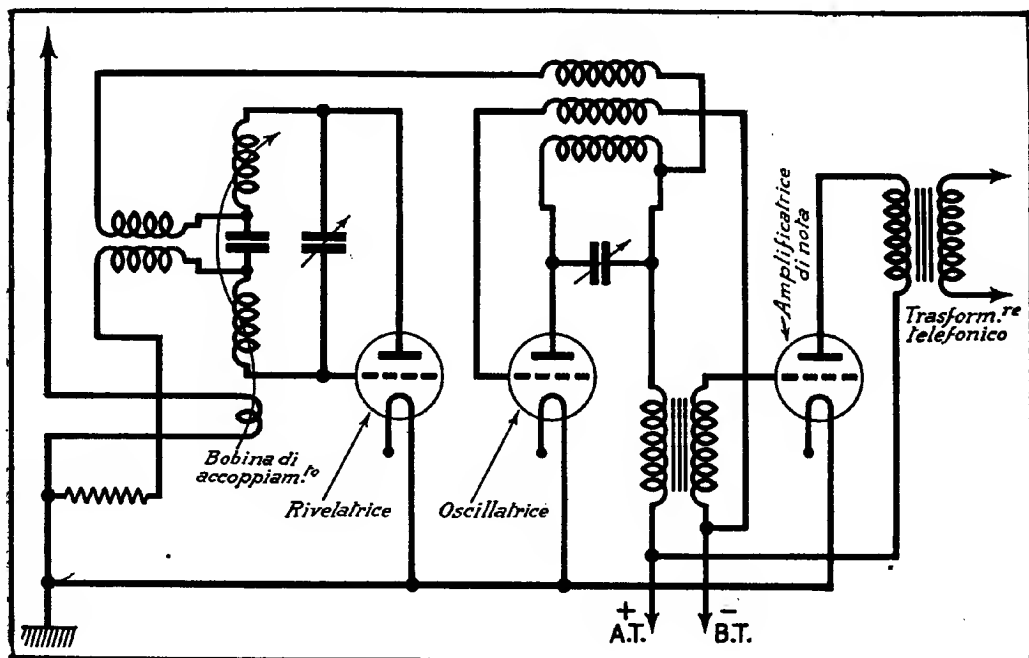 Amplificatrice
di nota
Trasform.re
telefonico
Bobina di
accoppiam.to
Rivelatrice
Oscillatrice
+
A.T.
-
B.T.